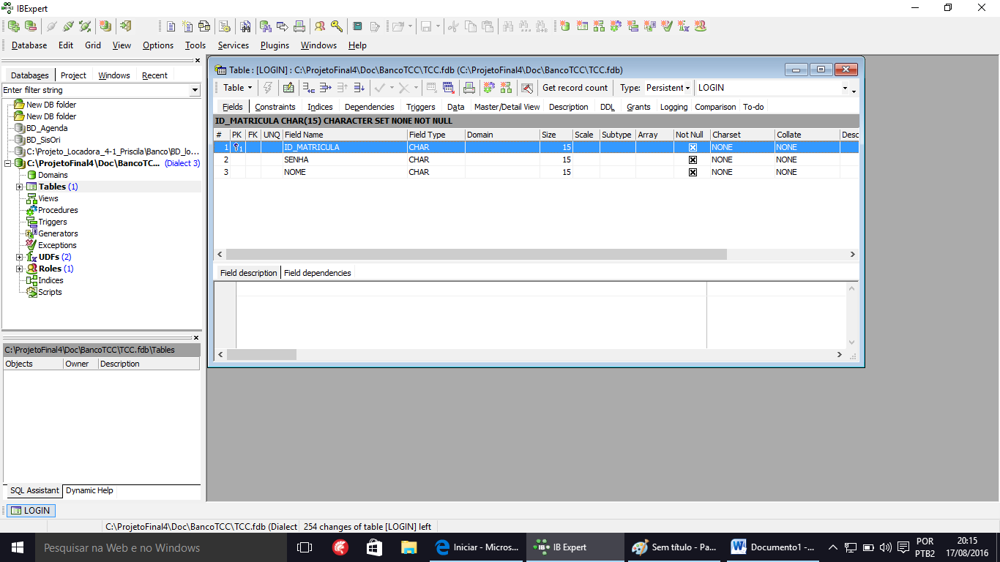 IBExpert
Database Edit Grid View Options Tools Services Plugins Windows Help
Databases Project Windows Recent
Enter filter string
New DB folder
New DB folder
BD_Agenda
BD_SisOri
C:\Projeto_Locadora_4-1_Priscila\Banco\BD_lo...
C:\ProjetoFinal4\Doc\BancoTC... (Dialect 3)
Domains
Tables (1)
Views
Procedures
Triggers
Generators
Exceptions
UDFs (2)
Roles (1)
Indices
Scripts
C:\ProjetoFinal4\Doc\BancoTCC\TCC.fdb\Tables
Objects Owner Description
SQL Assistant Dynamic Help
Table : [LOGIN] : C:\ProjetoFinal4\Doc\BancoTCC\TCC.fdb (C:\ProjetoFinal4\Doc\BancoTCC\TCC.fdb)
Table Get record count Type: Persistent LOGIN
Fields Constraints Indices Dependencies Triggers Data Master/Detail View Description DDL Grants Logging Comparison To-do
ID_MATRICULA CHAR(15) CHARACTER SET NONE NOT NULL
# PK FK UNQ Field Name Field Type Domain Size Scale Subtype Array Not Null Charset Collate Desc
1 1 ID_MATRICULA CHAR 15 NONE NONE
2 SENHA CHAR 15 NONE NONE
3 NOME CHAR 15 NONE NONE
Field description Field dependencies
LOGIN
C:\ProjetoFinal4\Doc\BancoTCC\TCC.fdb (Dialect 254 changes of table [LOGIN] left
Pesquisar na Web e no Windows Iniciar - Micros... IB Expert Sem título - Pa... Documento1 -... POR 20:15
PTB2 17/08/2016